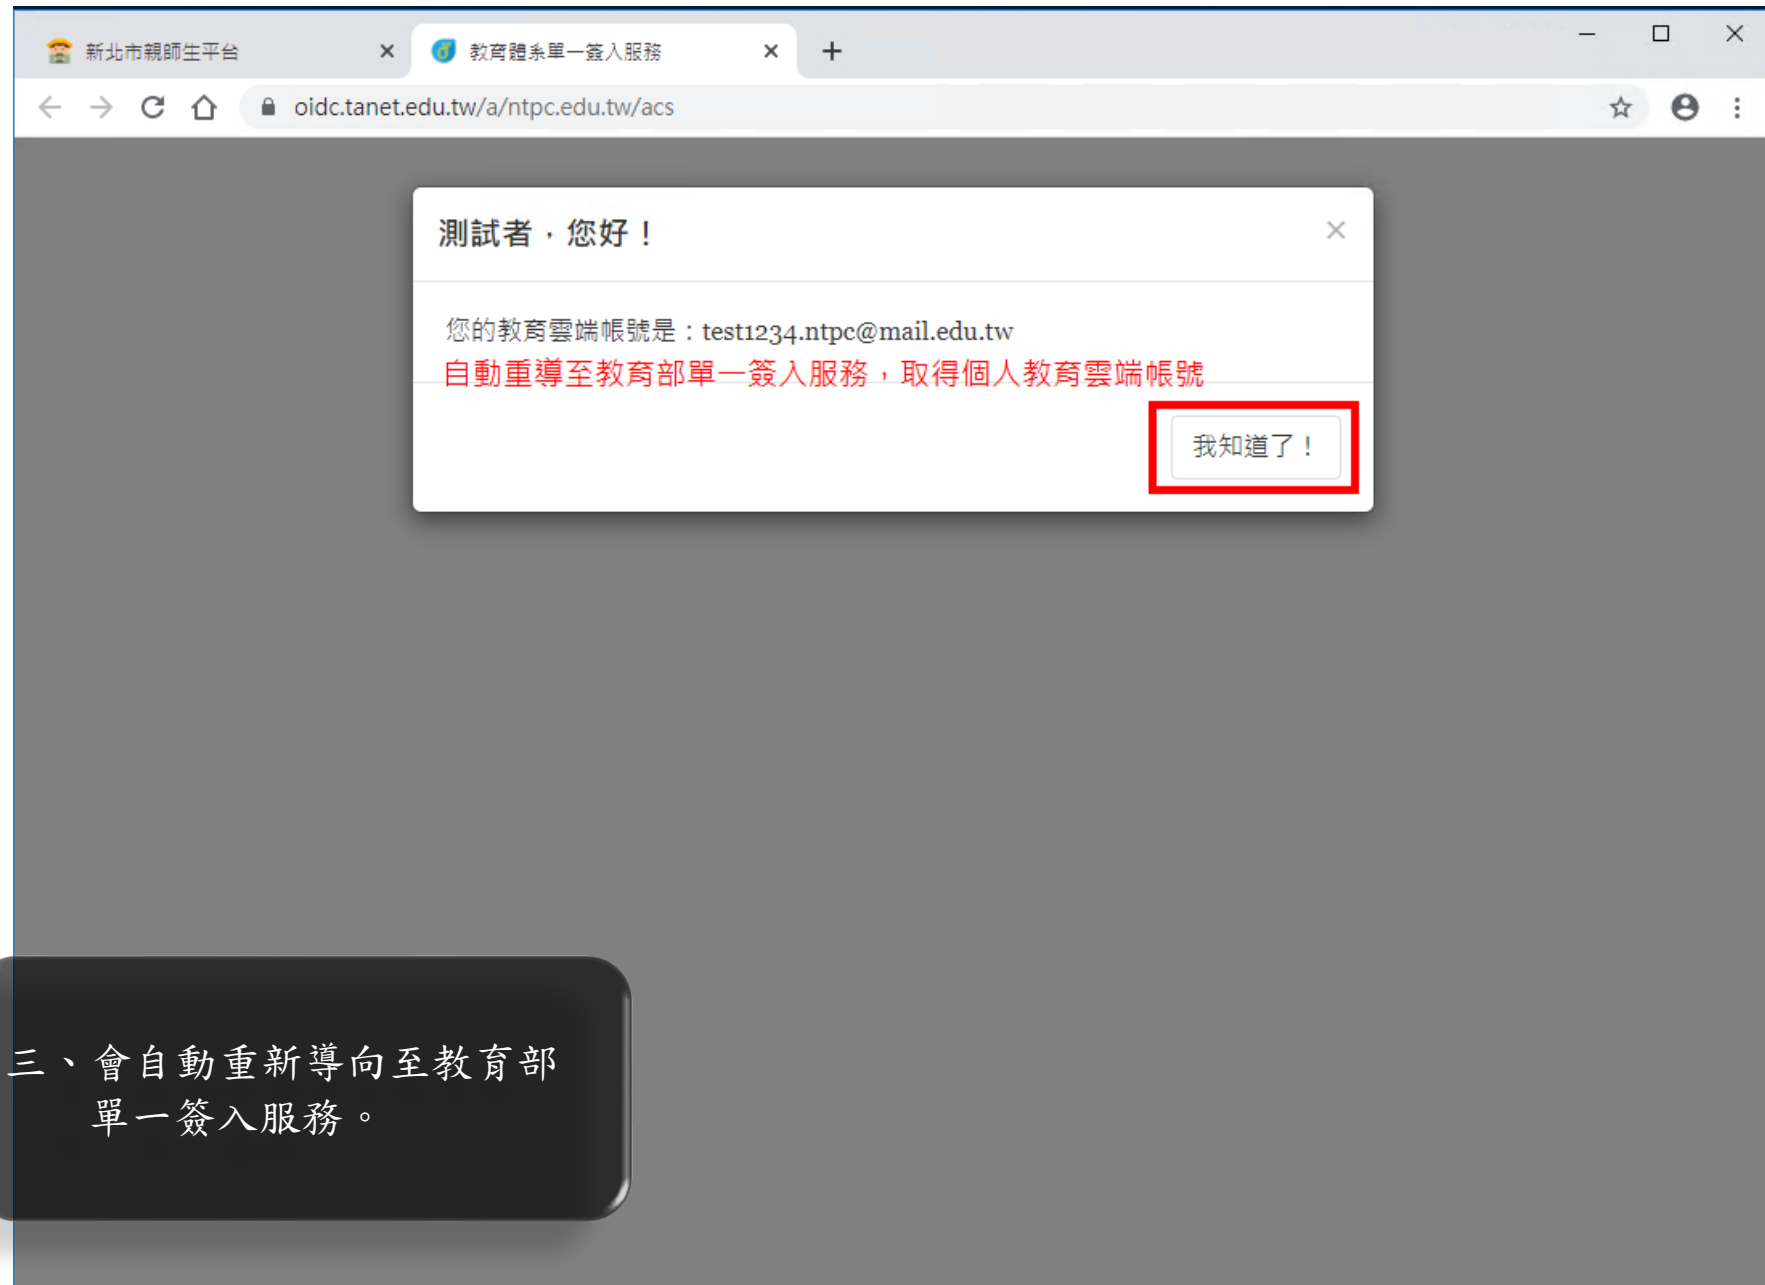 新北市親師生平台
教育體系單一簽入服務
oidc.tanet.edu.tw/a/ntpc.edu.tw/acs
測試者，您好！
您的教育雲端帳號是：test1234.ntpc@mail.edu.tw
自動重導至教育部單一簽入服務，取得個人教育雲端帳號
我知道了！
三、會自動重新導向至教育部
單一簽入服務。